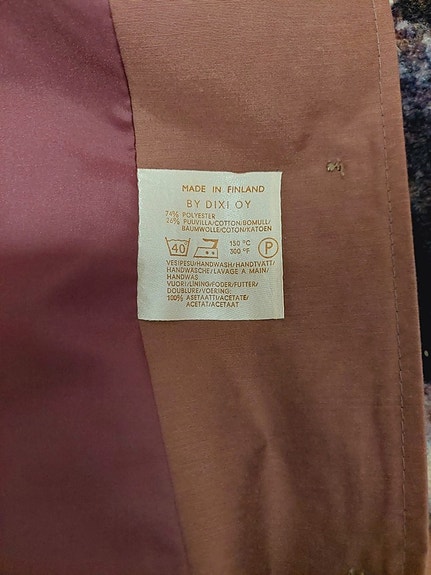 MADE IN FINLAND
BY DIXI OY
74% POLYESTER
26% PUUVILLA/COTTON/BOMULL/
BAUMWOLLE/COTON/KATOEN
40 150 °C P
300 °F
VESIPESU/HANDWASH/HANDTVÄTT/
HANDWÄSCHE/LAVAGE A MAIN/
HANDWAS
VUORI/LINING/FODER/FUTTER/
DOUBLURE/VOERING:
100% ASETAATTI/ACETATE/
ACETAT/ACETAAT